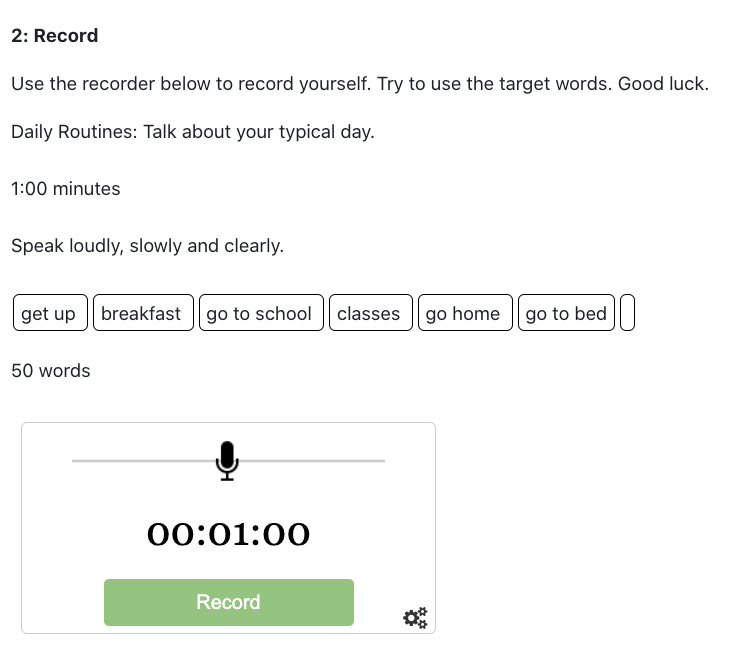 2: Record
Use the recorder below to record yourself. Try to use the target words. Good luck.
Daily Routines: Talk about your typical day.
1:00 minutes
Speak loudly, slowly and clearly.
get up breakfast go to school classes go home go to bed
50 words
00:01:00
Record